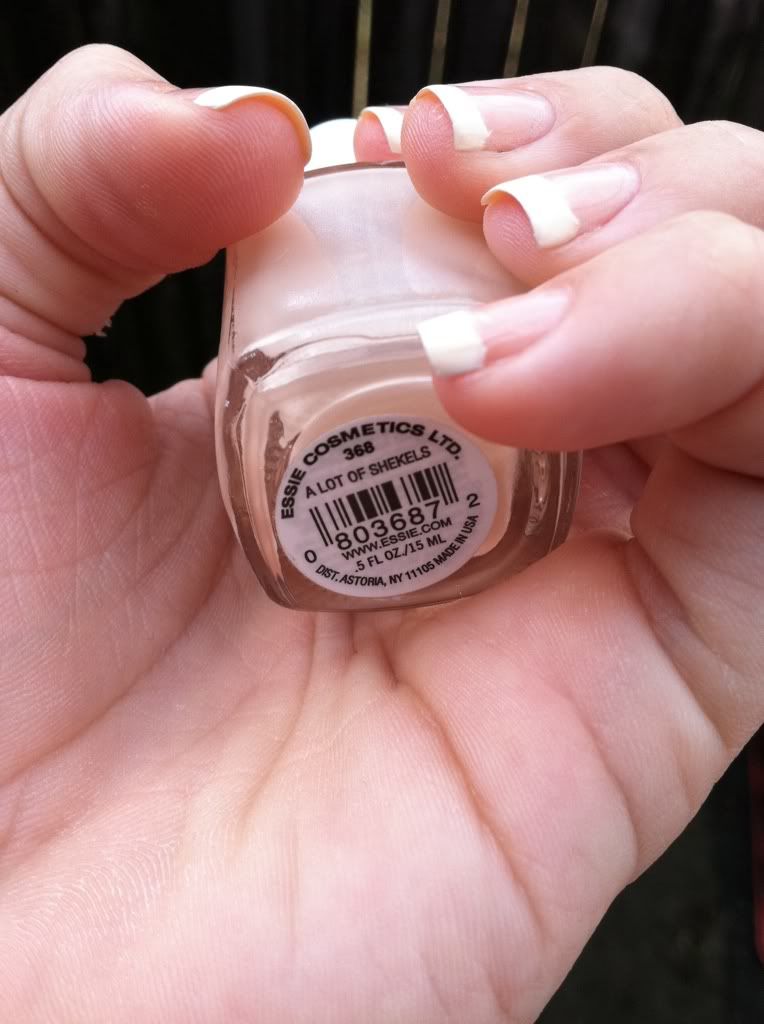 ESSIE COSMETICS LTD.
368
A LOT OF SHEKELS
0 803687 2
WWW.ESSIE.COM
.5 FL OZ./15 ML
DIST. ASTORIA, NY 11105 MADE IN USA